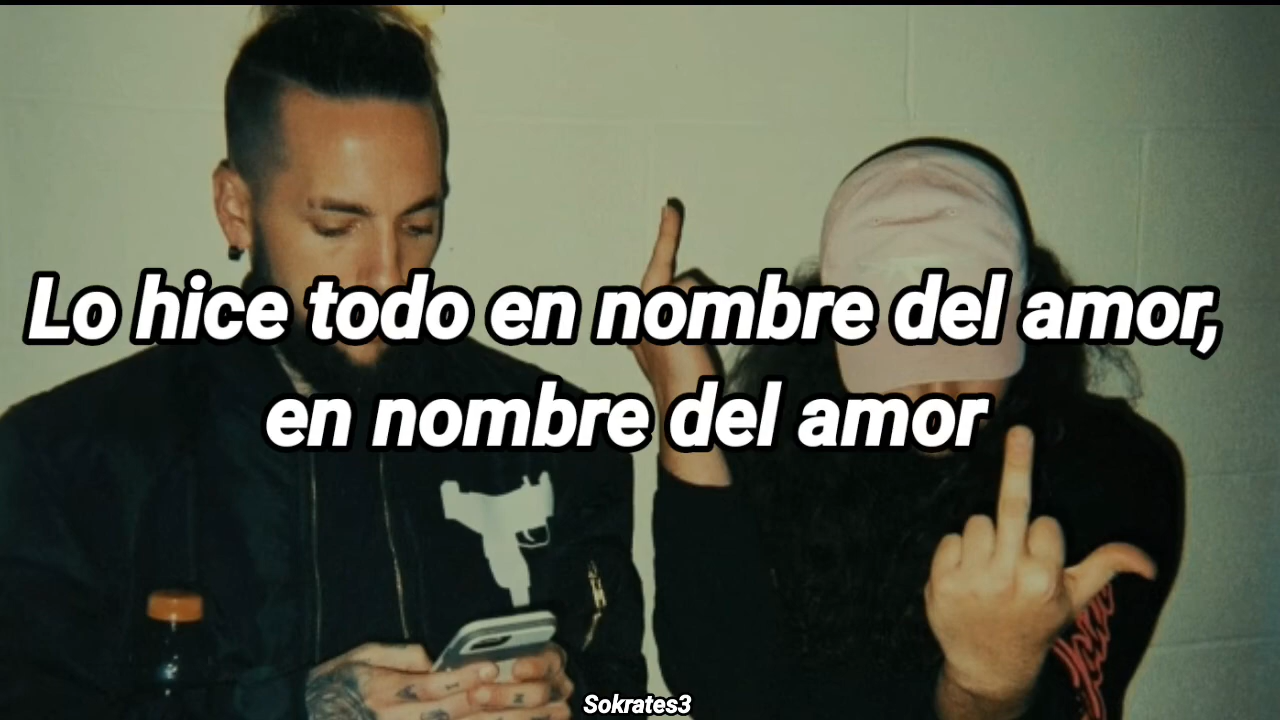 Lo hice todo en nombre del amor,
en nombre del amor
Sokrates3